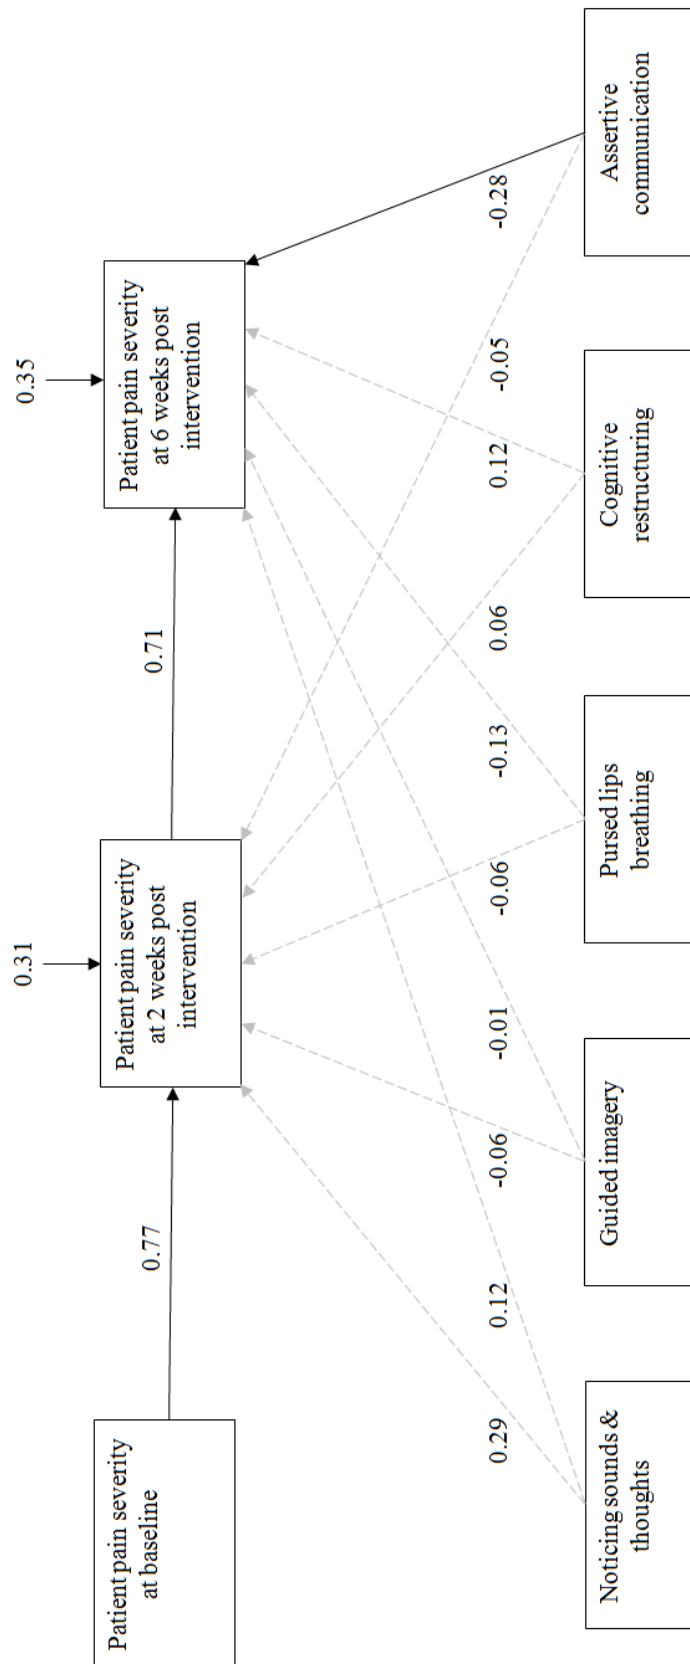 Patient pain severity
at baseline
0.77
0.31
Patient pain severity
at 2 weeks post
intervention
0.71
0.35
Patient pain severity
at 6 weeks post
intervention
0.29
0.12
-0.06
-0.01
-0.06
-0.13
0.06
0.12
-0.05
-0.28
Noticing sounds &
thoughts
Guided imagery
Pursed lips
breathing
Cognitive
restructuring
Assertive
communication